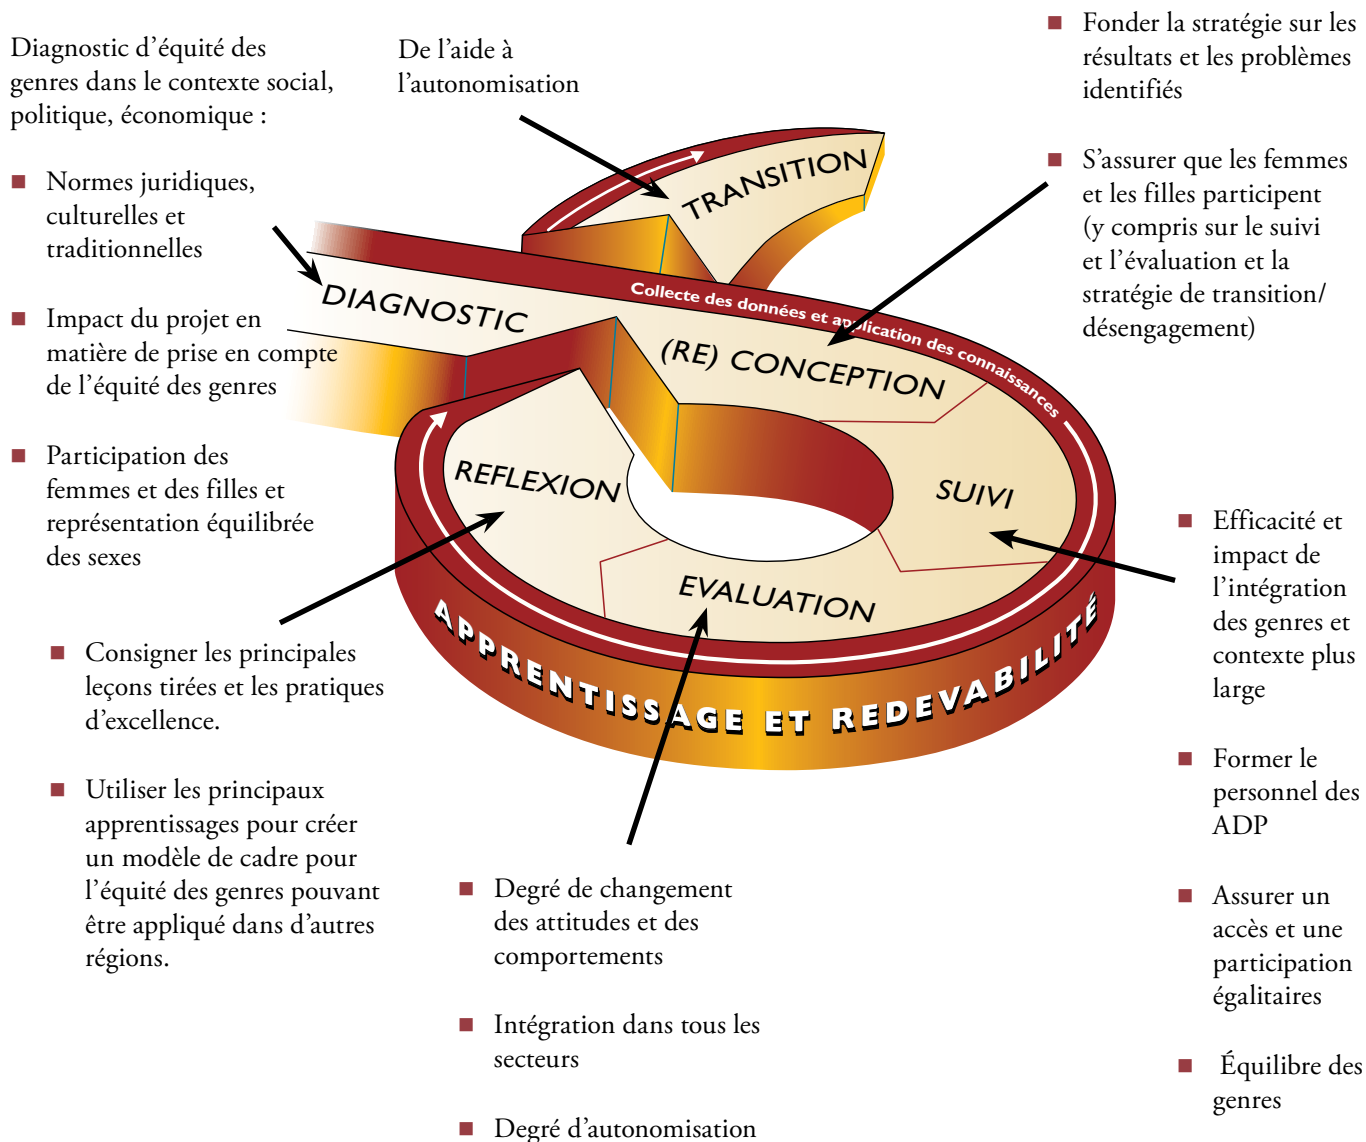 Diagnostic d’équité des
genres dans le contexte social,
politique, économique :
■ Normes juridiques,
culturelles et
traditionnelles
■ Impact du projet en
matière de prise en compte
de l’équité des genres
■ Participation des
femmes et des filles et
représentation équilibrée
des sexes
De l’aide à
l’autonomisation
■ Fonder la stratégie sur les
résultats et les problèmes
identifiés
■ S’assurer que les femmes
et les filles participent
(y compris sur le suivi
et l’évaluation et la
stratégie de transition/
désengagement)
TRANSITION
DIAGNOSTIC
Collecte des données et application des connaissances
(RE) CONCEPTION
SUIVI
REFLEXION
EVALUATION
APPRENTISSAGE ET REDEVABILITÉ
■ Consigner les principales
leçons tirées et les pratiques
d’excellence.
■ Utiliser les principaux
apprentissages pour créer
un modèle de cadre pour
l’équité des genres pouvant
être appliqué dans d’autres
régions.
■ Degré de changement
des attitudes et des
comportements
■ Intégration dans tous les
secteurs
■ Degré d’autonomisation
■ Efficacité et
impact de
l’intégration
des genres et
contexte plus
large
■ Former le
personnel des
ADP
■ Assurer un
accès et une
participation
égalitaires
■ Équilibre des
genres